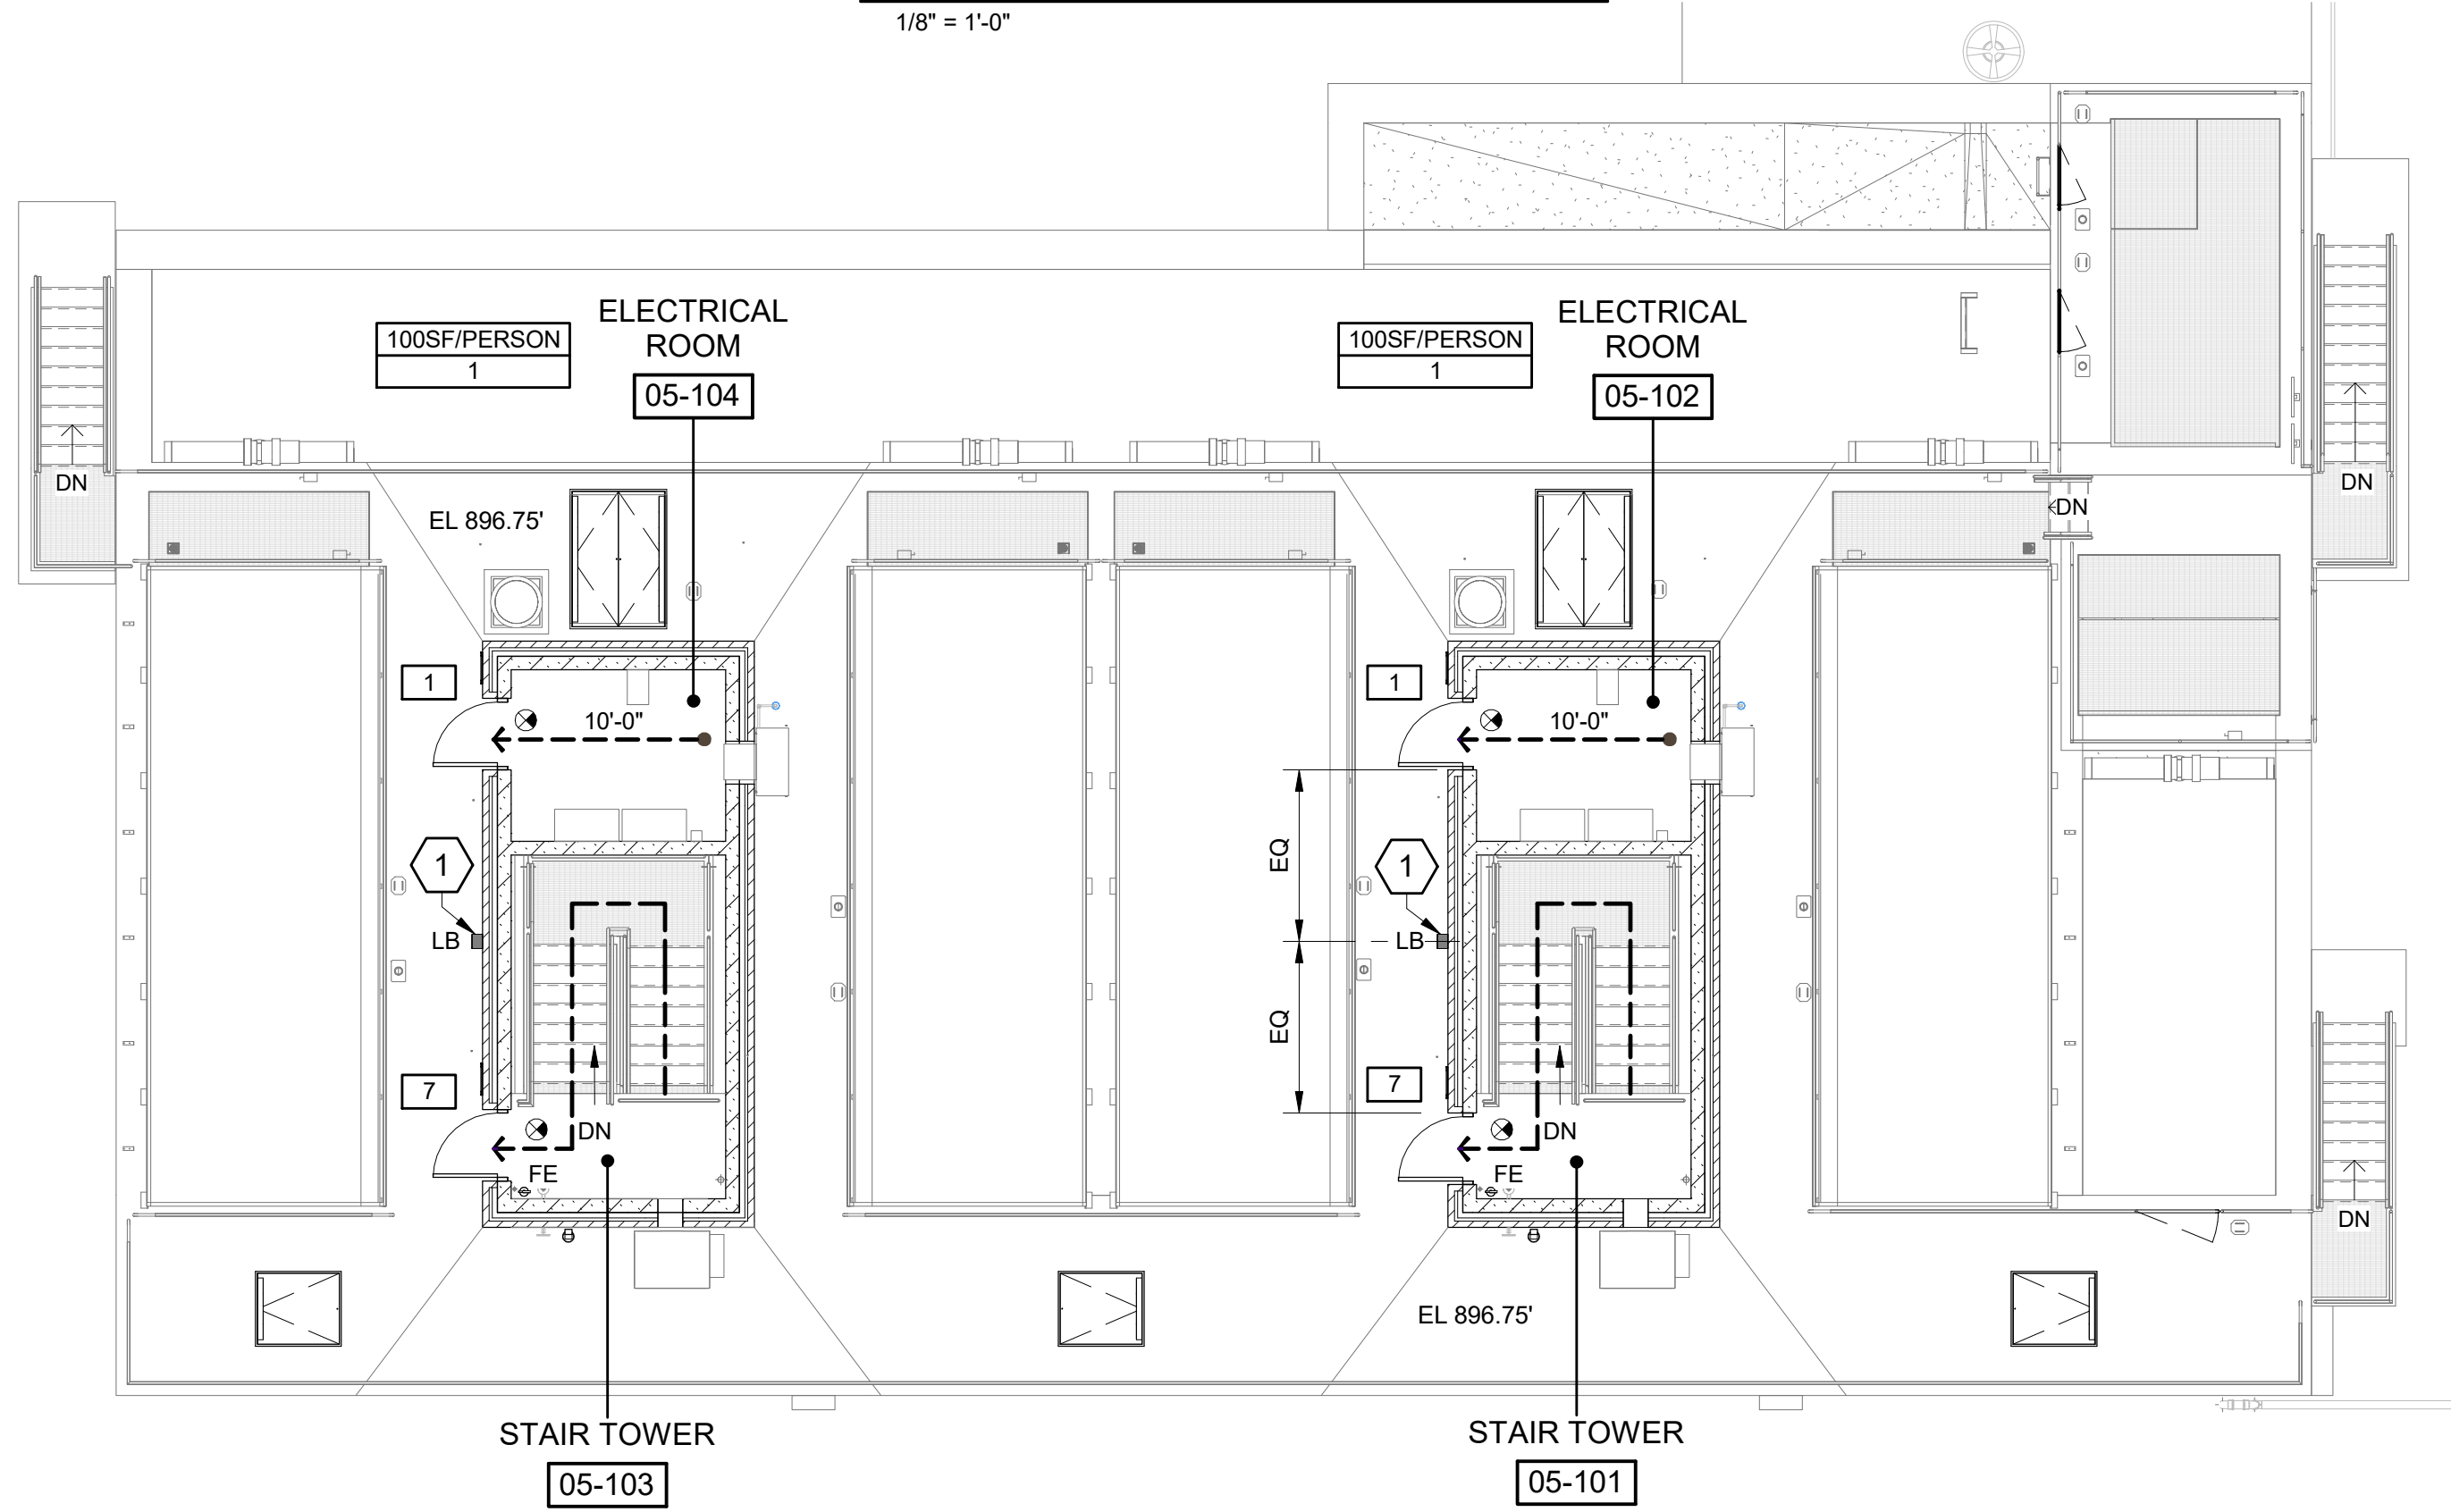 1/8" = 1'-0"
ELECTRICAL
ROOM
05-104
100SF/PERSON
1
ELECTRICAL
ROOM
05-102
100SF/PERSON
1
DN
DN
DN
EL 896.75'
1
10'-0"
1
10'-0"
EQ
1
LB
1
LB
EQ
7
DN
FE
7
DN
FE
DN
EL 896.75'
STAIR TOWER
05-103
STAIR TOWER
05-101